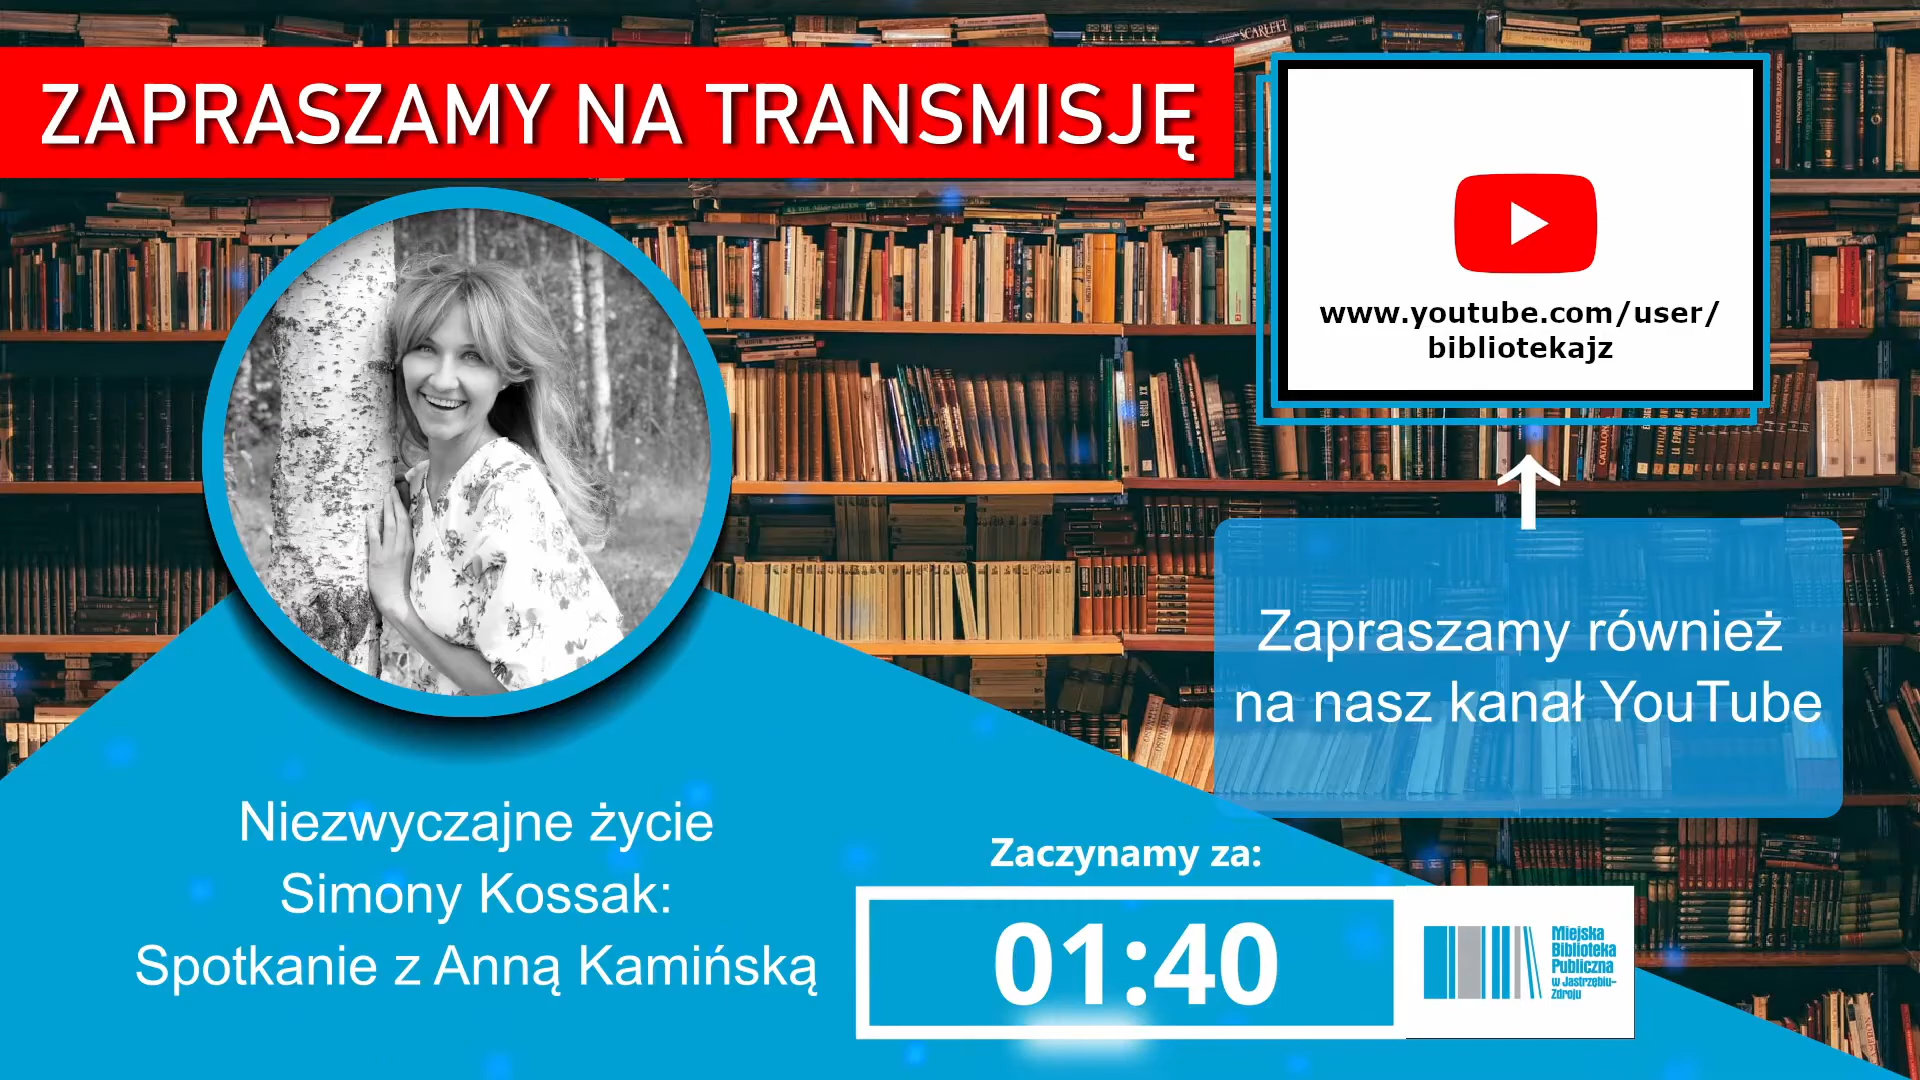 ZAPRASZAMY NA TRANSMISJĘ
www.youtube.com/user/
bibliotekajz
Zapraszamy również
na nasz kanał YouTube
Niezwyczajne życie
Simony Kossak:
Spotkanie z Anną Kamińską
Zaczynamy za:
01:40
Miejska
Biblioteka
Publiczna
w Jastrzębiu-
Zdroju
SCARLETT